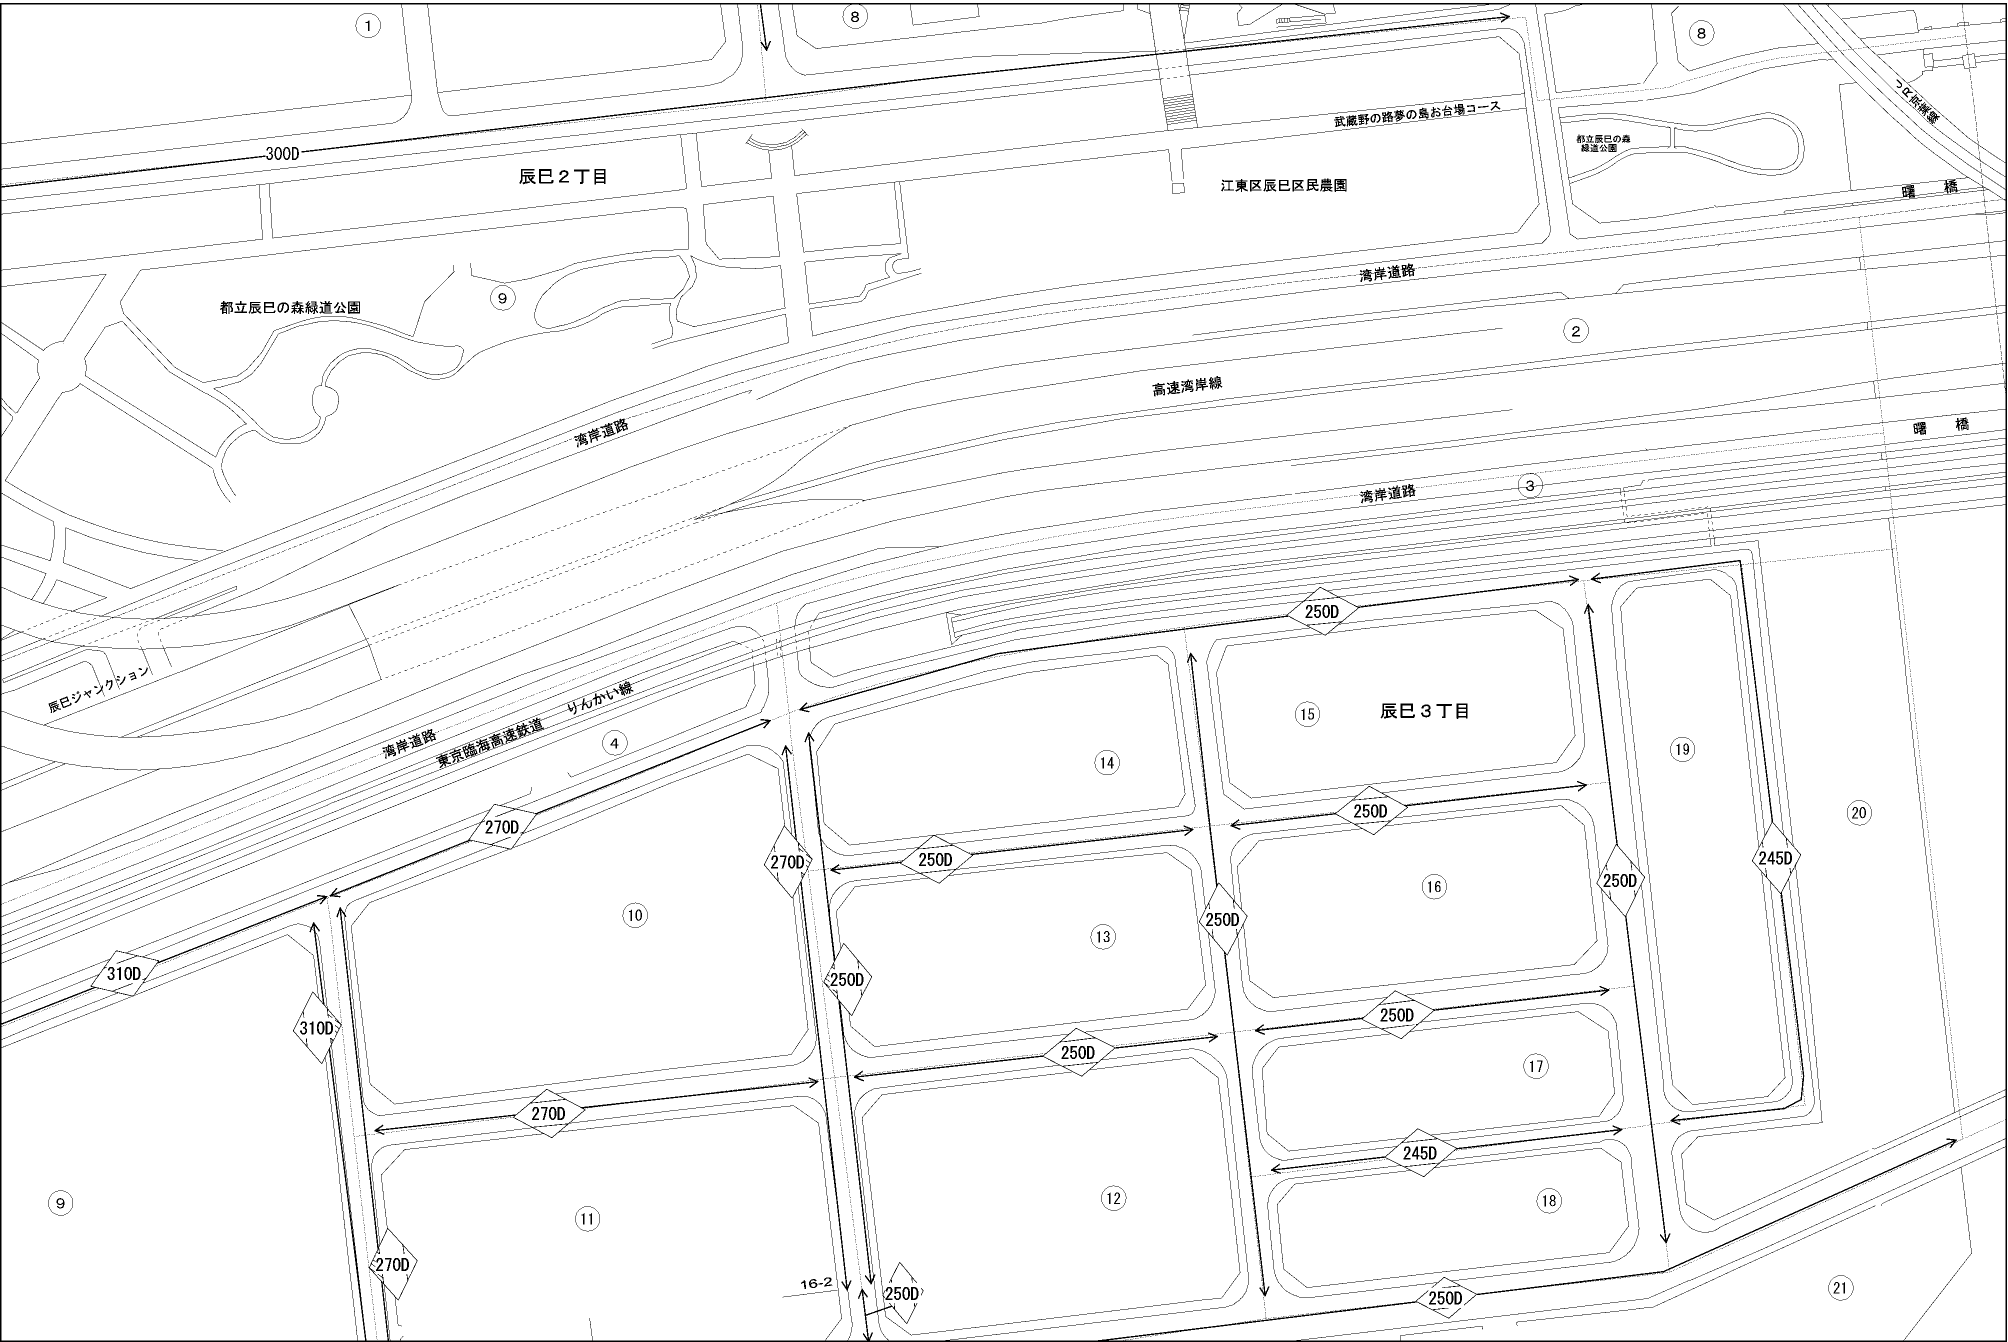 ①
⑧
⑧
JR京葉線
武蔵野の路夢の島お台場コース
都立辰巳の森
緑道公園
300D
辰巳２丁目
江東区辰巳区民農園
曙　橋
湾岸道路
都立辰巳の森緑道公園
⑨
②
高速湾岸線
湾岸道路
曙　橋
③
湾岸道路
250D
辰巳ジャンクション
りんかい線
東京臨海高速鉄道
湾岸道路
④
⑮
辰巳３丁目
⑲
⑭
270D
250D
250D
⑳
270D
250D
245D
250D
⑯
⑩
250D
⑬
310D
250D
310D
250D
250D
⑰
270D
245D
⑨
⑪
⑫
⑱
270D
16-2
250D
250D
㉑